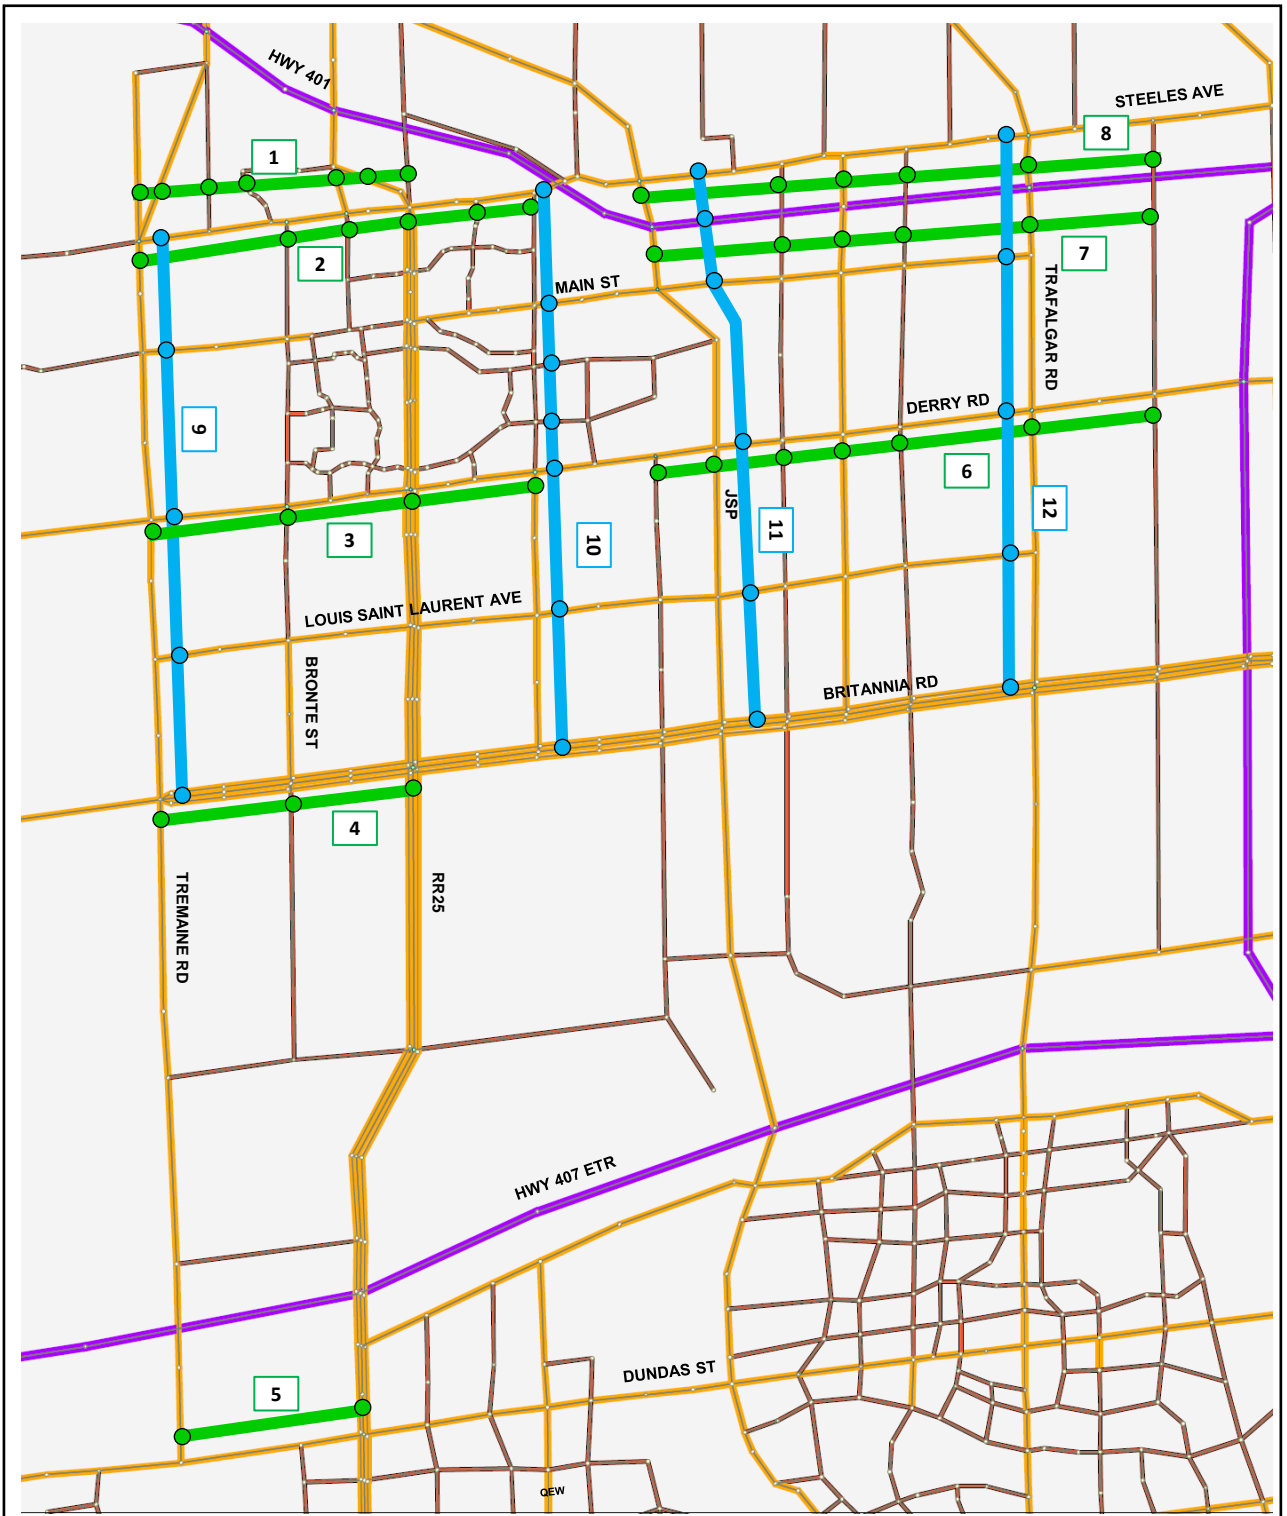 HWY 401
STEELES AVE
8
1
2
7
MAIN ST
TRAFALGAR RD
DERRY RD
9
6
JSP
12
3
10
11
LOUIS SAINT LAURENT AVE
BRONTE ST
BRITANNIA RD
4
TREMAINE RD
RR25
HWY 407 ETR
DUNDAS ST
5
QEW